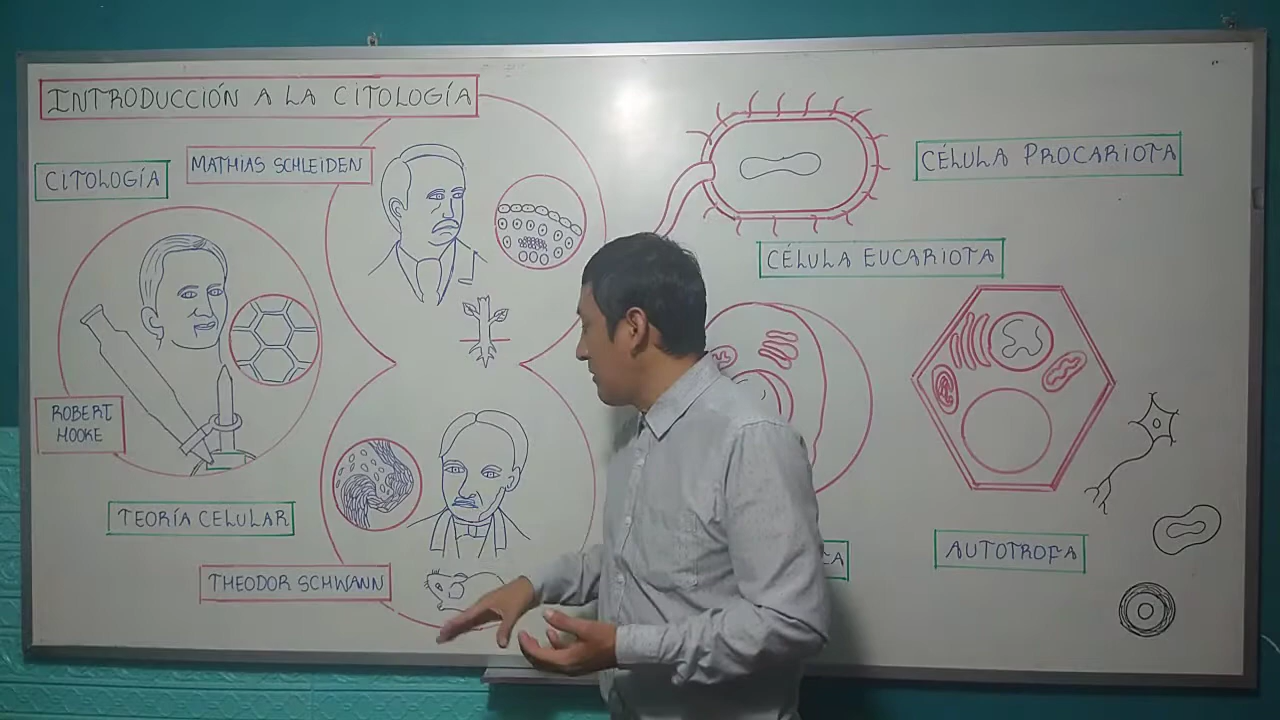 INTRODUCCIÓN A LA CITOLOGÍA
CITOLOGÍA
MATHIAS SCHLEIDEN
ROBERT
HOOKE
TEORÍA CELULAR
THEODOR SCHWANN
CÉLULA PROCARIOTA
CÉLULA EUCARIOTA
AUTOTROFA